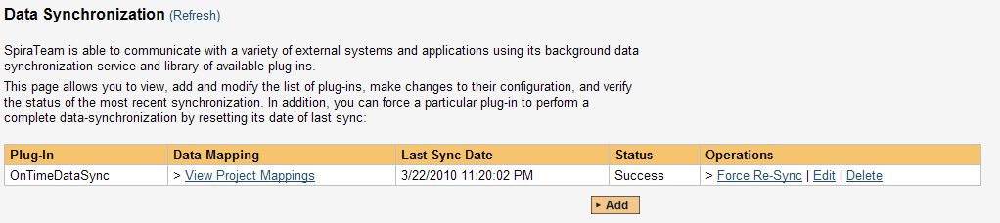 Data Synchronization (Refresh)
SpiraTeam is able to communicate with a variety of external systems and applications using its background data
synchronization service and library of available plug-ins.
This page allows you to view, add and modify the list of plug-ins, make changes to their configuration, and verify
the status of the most recent synchronization. In addition, you can force a particular plug-in to perform a
complete data-synchronization by resetting its date of last sync:
Plug-In Data Mapping Last Sync Date Status Operations
OnTimeDataSync > View Project Mappings 3/22/2010 11:20:02 PM Success > Force Re-Sync | Edit | Delete
Add